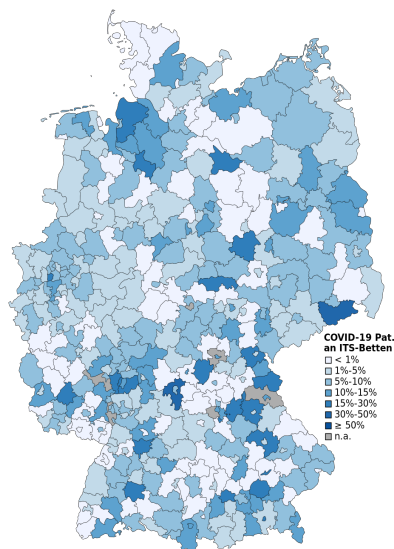 COVID-19 Pat.
an ITS-Betten
< 1%
1%-5%
5%-10%
10%-15%
15%-30%
30%-50%
≥ 50%
n.a.